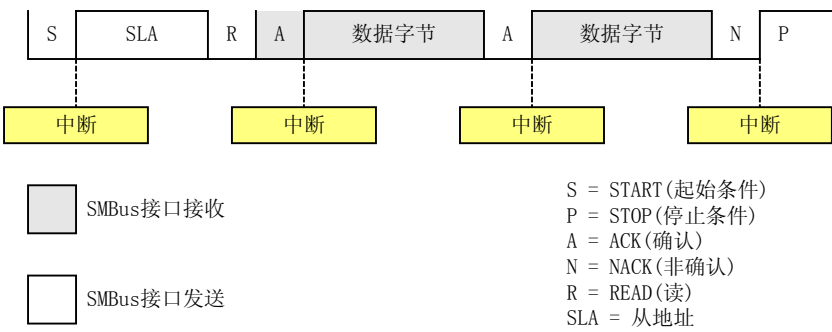 S SLA R A 数据字节 A 数据字节 N P
中断 中断 中断 中断
SMBus接口接收
SMBus接口发送
S = START(起始条件)
P = STOP(停止条件)
A = ACK(确认)
N = NACK(非确认)
R = READ(读)
SLA = 从地址